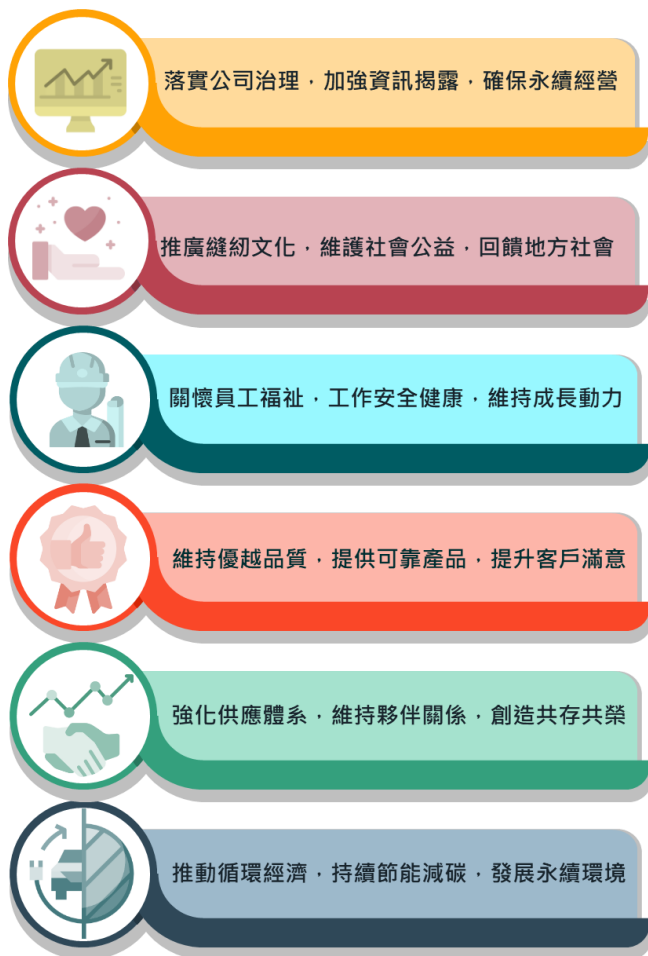 落實公司治理，加強資訊揭露，確保永續經營
推廣縫紉文化，維護社會公益，回饋地方社會
關懷員工福祉，工作安全健康，維持成長動力
維持優越品質，提供可靠產品，提升客戶滿意
強化供應體系，維持夥伴關係，創造共存共榮
推動循環經濟，持續節能減碳，發展永續環境